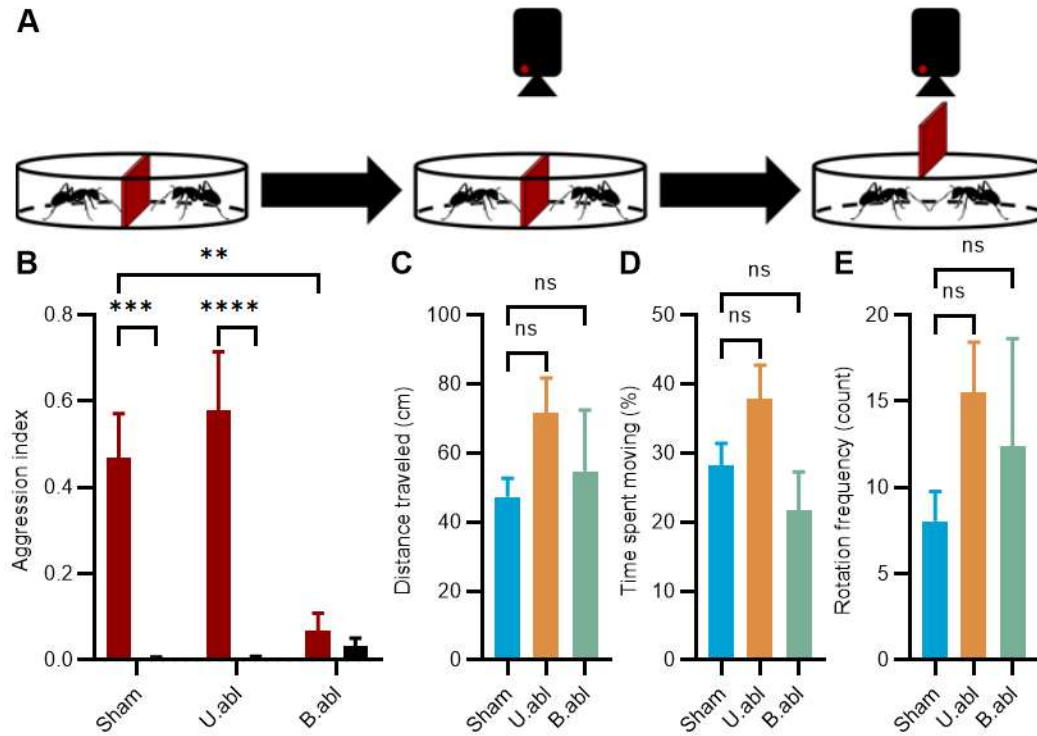 A
B
**
***
****
Aggression index
0.8
0.6
0.4
0.2
0.0
Sham
U.abl
B.abl
C
ns
ns
Distance traveled (cm)
100
80
60
40
20
0
Sham
U.abl
B.abl
D
ns
ns
Time spent moving (%)
50
40
30
20
10
0
Sham
U.abl
B.abl
E
ns
ns
Rotation frequency (count)
20
15
10
5
0
Sham
U.abl
B.abl